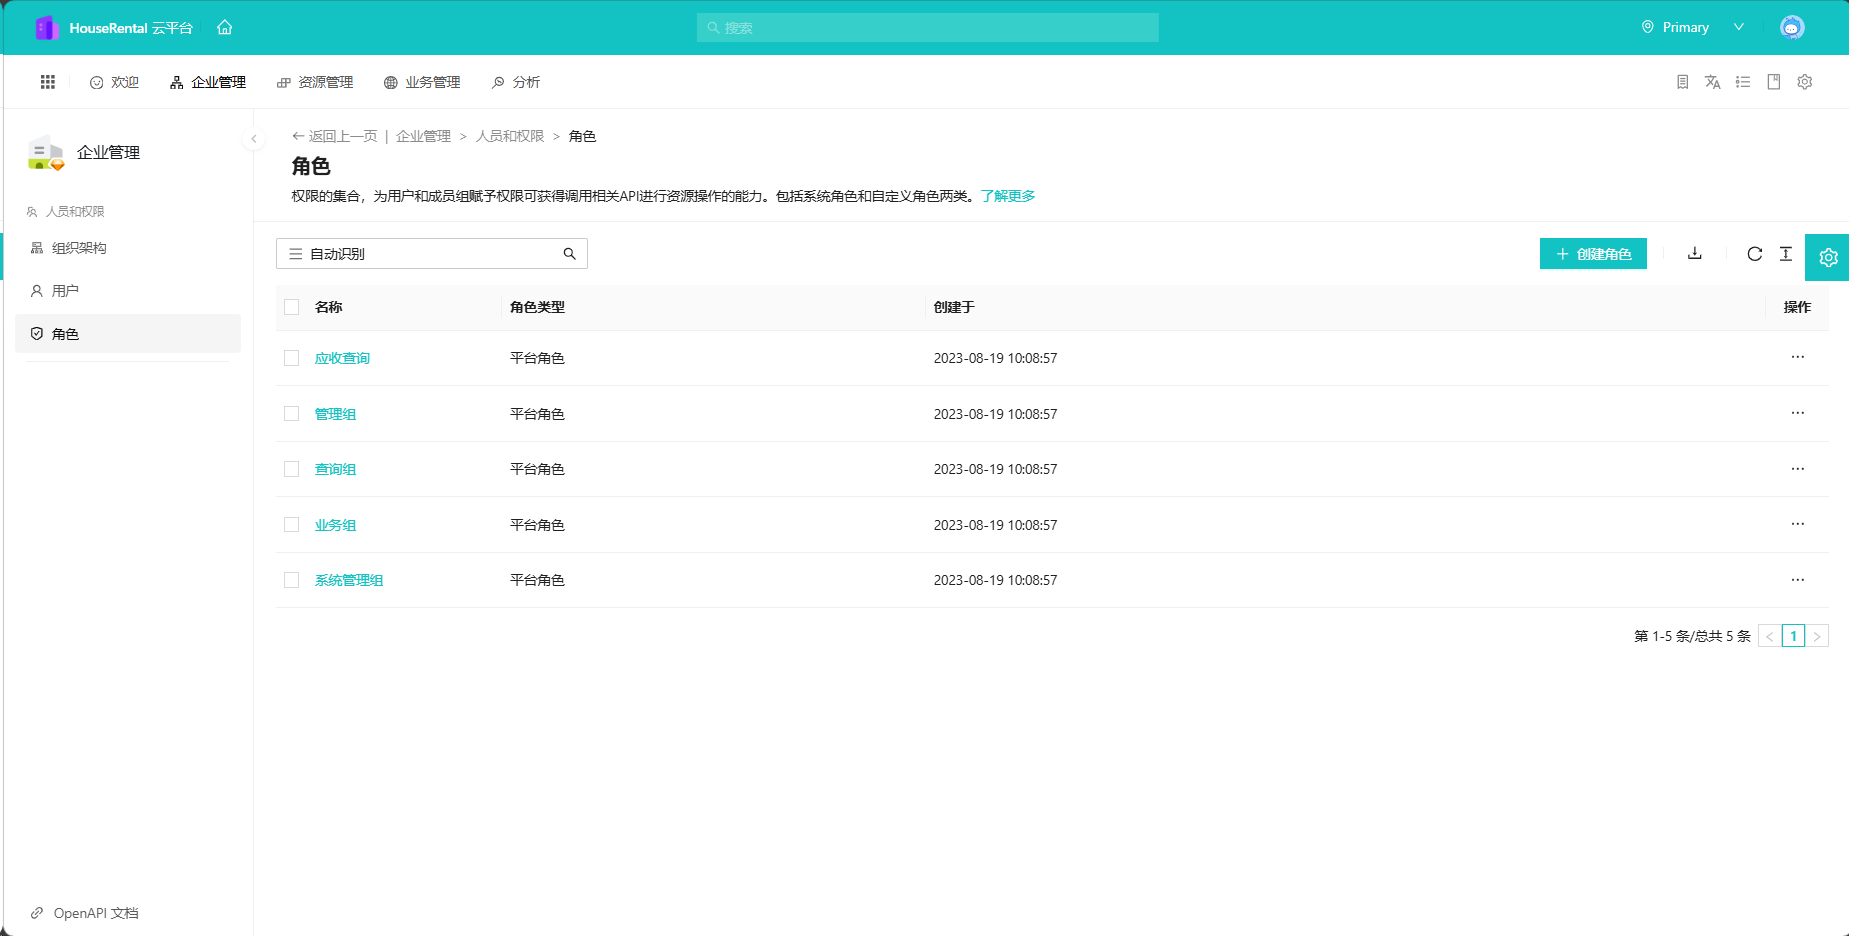 HouseRental 云平台
搜索
Primary
欢迎 企业管理 资源管理 业务管理 分析
企业管理
人员和权限
组织架构
用户
角色
OpenAPI 文档
返回上一页 | 企业管理 > 人员和权限 > 角色
角色
权限的集合，为用户和成员组赋予权限可获得调用相关API进行资源操作的能力。包括系统角色和自定义角色两类。了解更多
自动识别
+ 创建角色
名称 角色类型 创建于 操作
应收查询 平台角色 2023-08-19 10:08:57 ···
管理组 平台角色 2023-08-19 10:08:57 ···
查询组 平台角色 2023-08-19 10:08:57 ···
业务组 平台角色 2023-08-19 10:08:57 ···
系统管理组 平台角色 2023-08-19 10:08:57 ···
第 1-5 条/总共 5 条 < 1 >